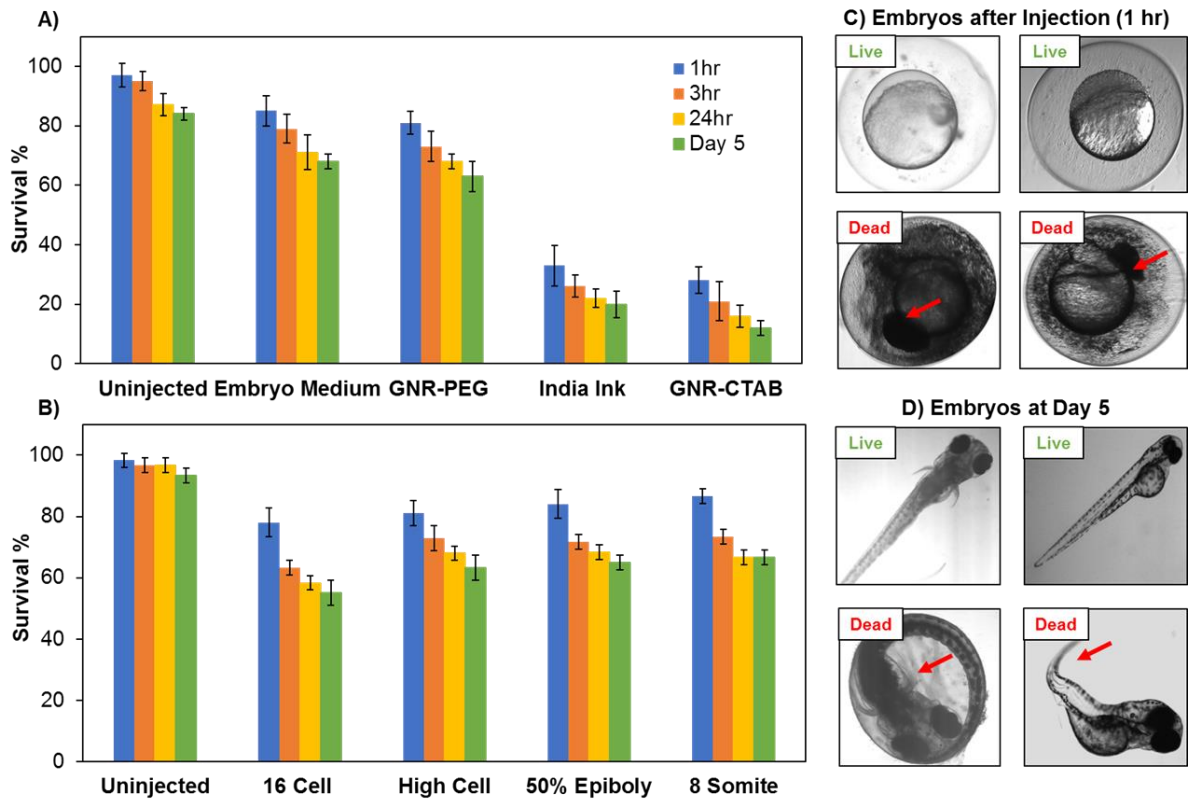 A)
Survival %
100
80
60
40
20
0
1hr
3hr
24hr
Day 5
Uninjected Embryo Medium GNR-PEG India Ink GNR-CTAB
B)
Survival %
100
80
60
40
20
0
Uninjected 16 Cell High Cell 50% Epiboly 8 Somite
C) Embryos after Injection (1 hr)
Live Live
Dead Dead
D) Embryos at Day 5
Live Live
Dead Dead